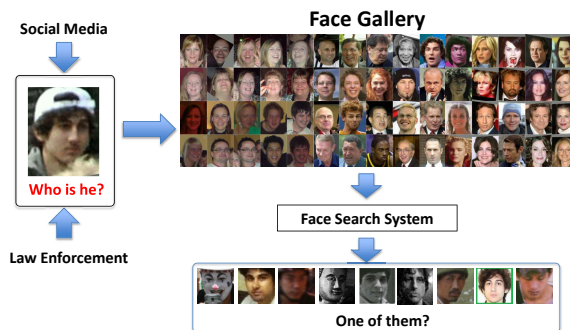 Social Media
Face Gallery
Who is he?
Law Enforcement
Face Search System
One of them?